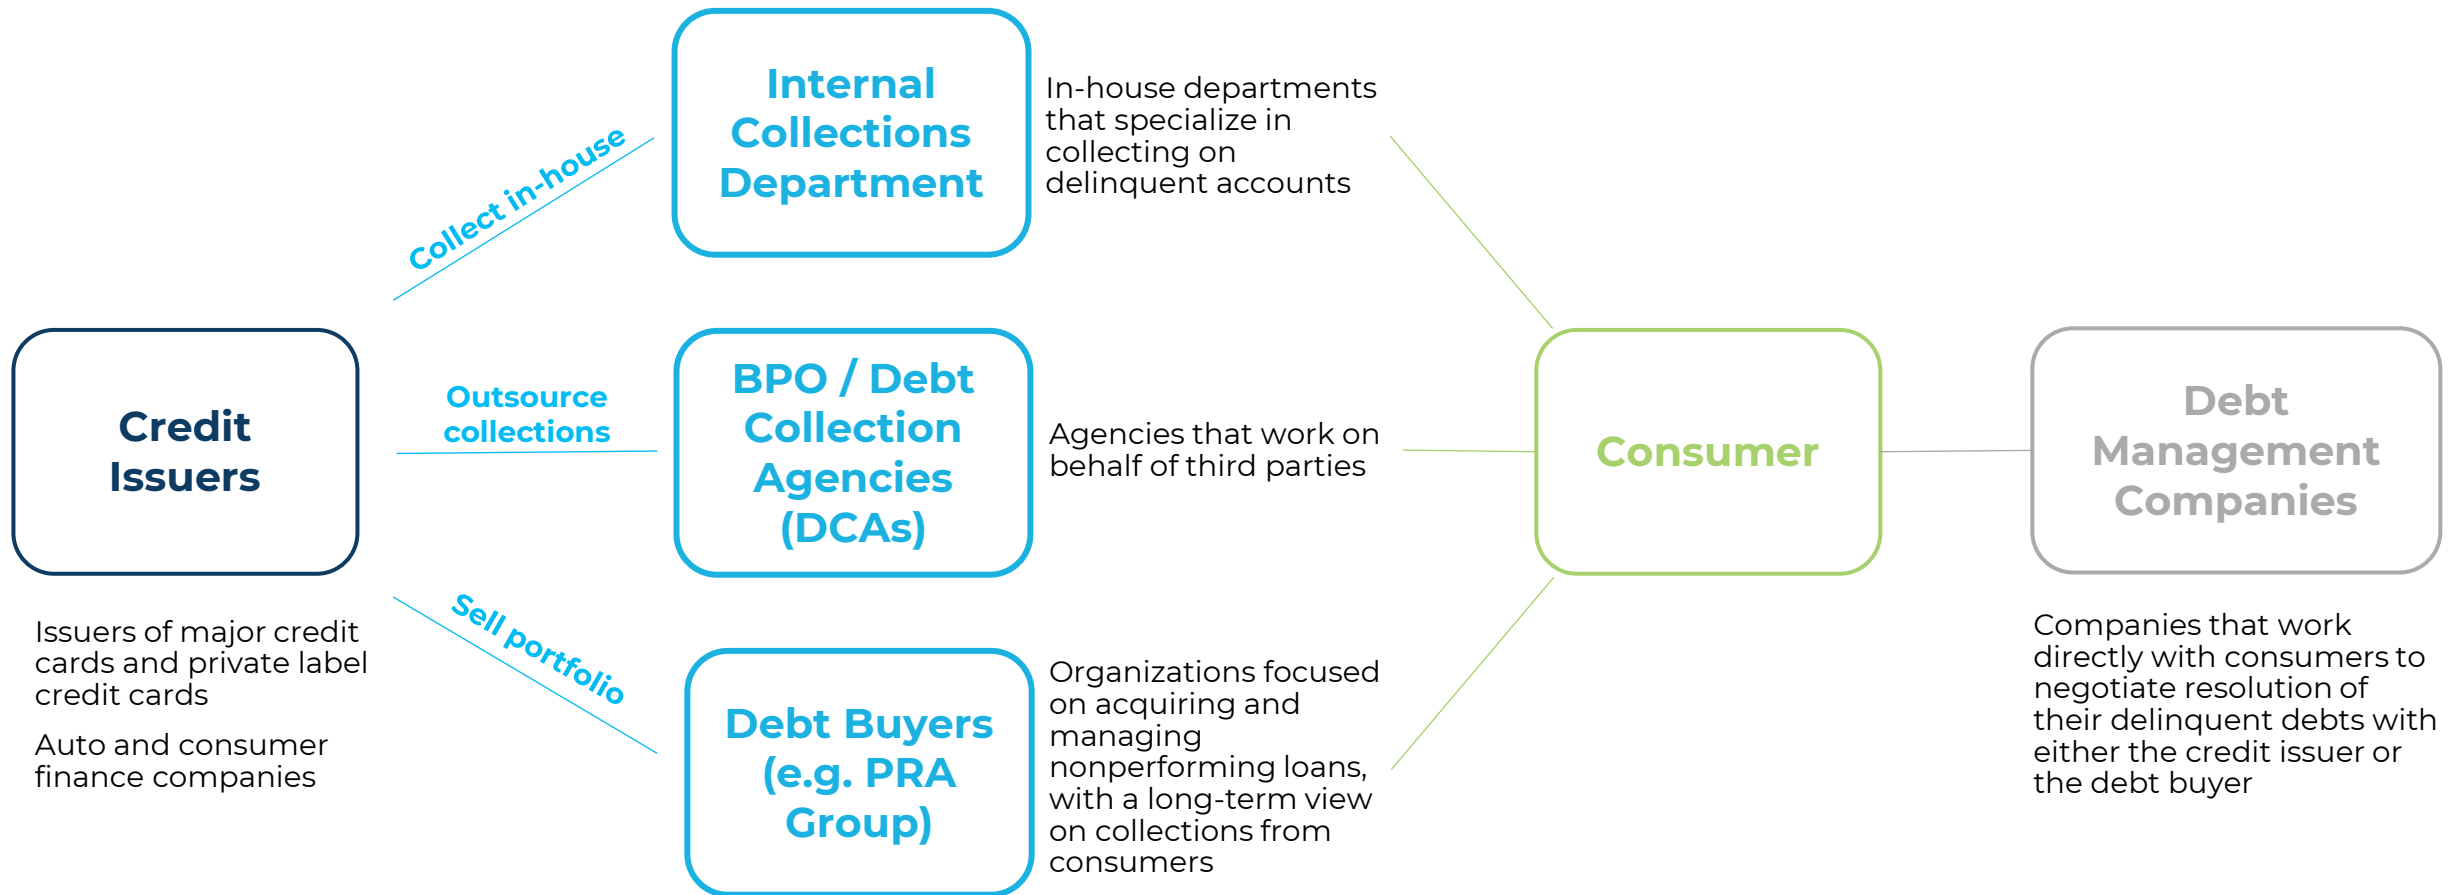 Internal
Collections
Department
In-house departments
that specialize in
collecting on
delinquent accounts
Collect in-house
Credit
Issuers
Outsource
collections
BPO / Debt
Collection
Agencies
(DCAs)
Agencies that work on
behalf of third parties
Consumer
Debt
Management
Companies
Issuers of major credit
cards and private label
credit cards
Auto and consumer
finance companies
Sell portfolio
Debt Buyers
(e.g. PRA
Group)
Organizations focused
on acquiring and
managing
nonperforming loans,
with a long-term view
on collections from
consumers
Companies that work
directly with consumers to
negotiate resolution of
their delinquent debts with
either the credit issuer or
the debt buyer